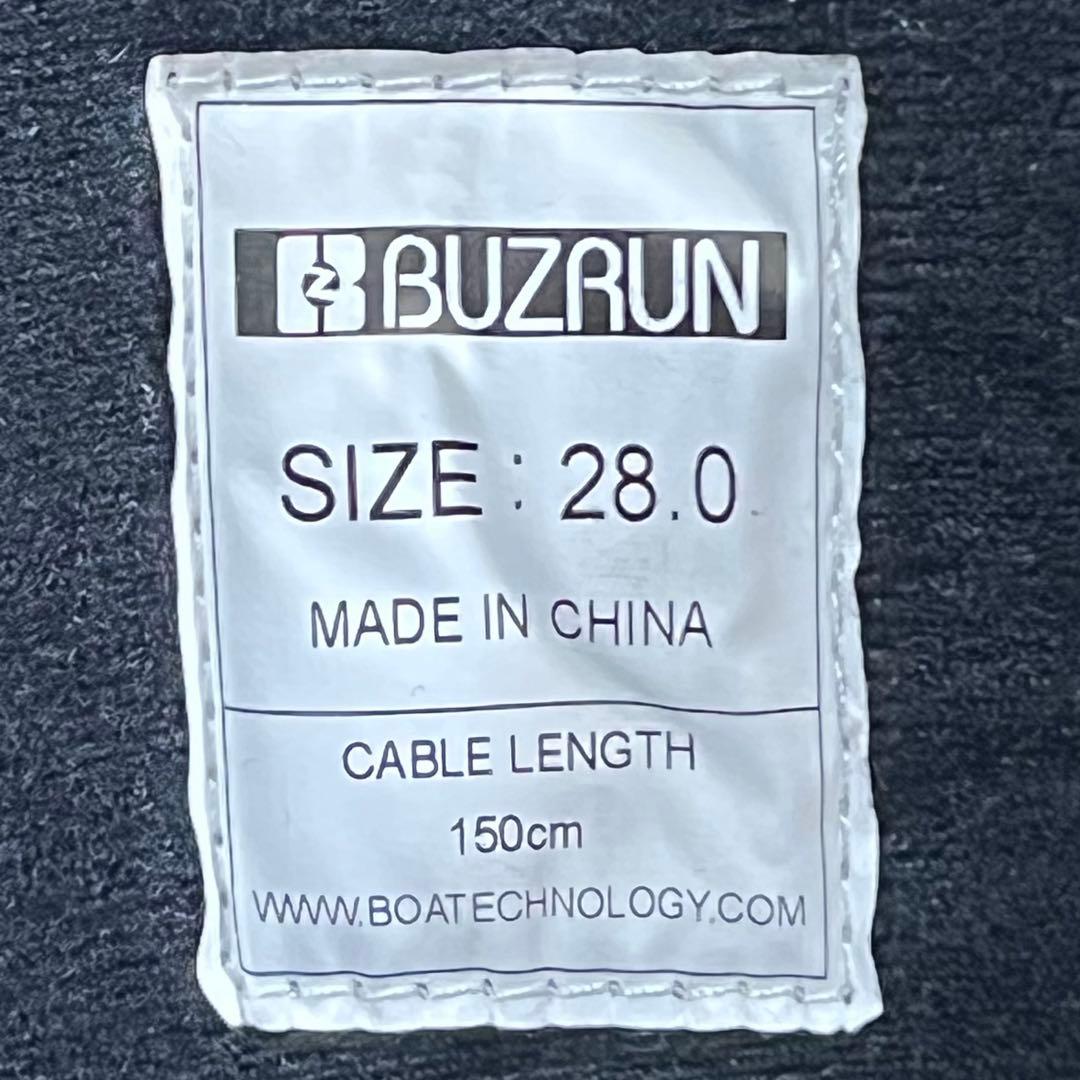 BUZRUN
SIZE : 28.0
MADE IN CHINA
CABLE LENGTH
150cm
WWW.BOATECHNOLOGY.COM